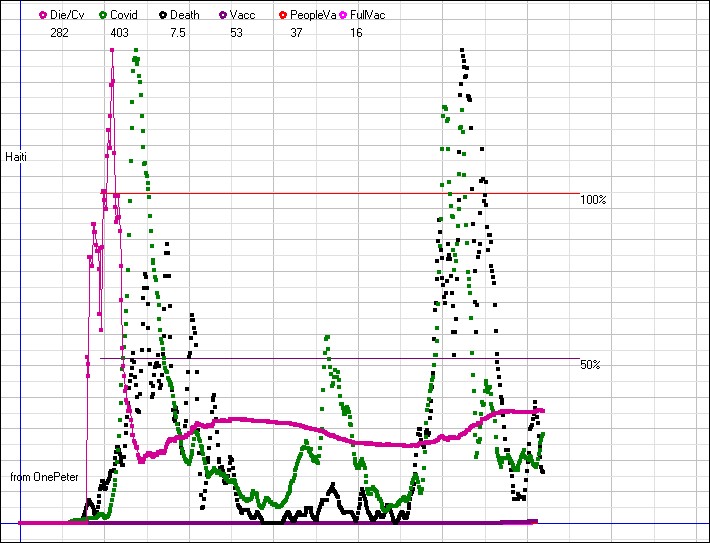 Die/Cv Covid Death Vacc PeopleVa FullVac
282 403 7.5 53 37 16
Haiti
100%
50%
from OnePeter